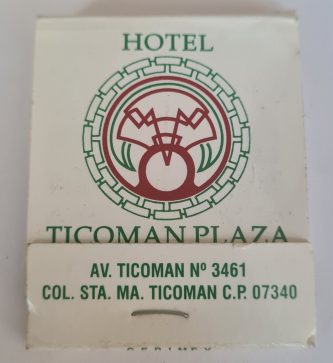 HOTEL
TICOMAN PLAZA
AV. TICOMAN Nº 3461
COL. STA. MA. TICOMAN C.P. 07340